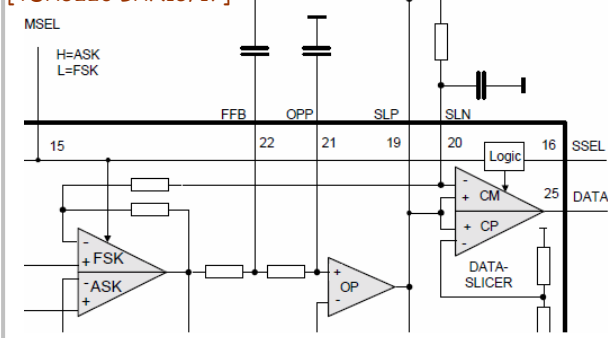 MSEL
H=ASK
L=FSK
FFB
OPP
SLP
SLN
15
22
21
19
20
16
SSEL
Logic
-
+ CM
25
DATA
+ CP
-
-
+ FSK
- ASK
+
+
OP
-
DATA-
SLICER